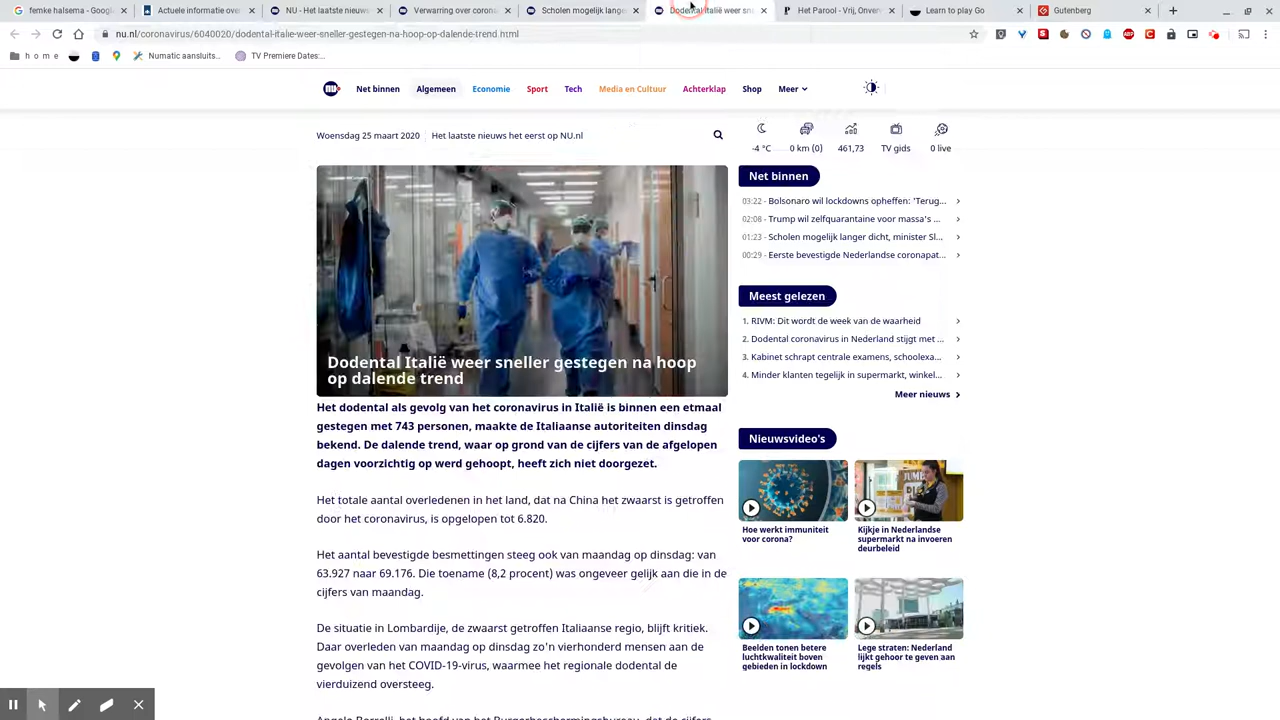 femke halsema - Googl
Actuele informatie ove
NU - Het laatste nieuws
Verwarring over coron
Scholen mogelijk lange
Dodental Italië weer sn
Het Parool - Vrij, Onver
Learn to play Go
Gutenberg
nu.nl/coronavirus/6040020/dodental-italie-weer-sneller-gestegen-na-hoop-op-dalende-trend.html
h o m e
Numatic aansluits...
TV Premiere Dates:...
NU
Net binnen
Algemeen
Economie
Sport
Tech
Media en Cultuur
Achterklap
Shop
Meer
Woensdag 25 maart 2020
Het laatste nieuws het eerst op NU.nl
-4 °C
0 km (0)
461,73
TV gids
0 live
Dodental Italië weer sneller gestegen na hoop
op dalende trend
Het dodental als gevolg van het coronavirus in Italië is binnen een etmaal
gestegen met 743 personen, maakte de Italiaanse autoriteiten dinsdag
bekend. De dalende trend, waar op grond van de cijfers van de afgelopen
dagen voorzichtig op werd gehoopt, heeft zich niet doorgezet.
Het totale aantal overledenen in het land, dat na China het zwaarst is getroffen
door het coronavirus, is opgelopen tot 6.820.
Het aantal bevestigde besmettingen steeg ook van maandag op dinsdag: van
63.927 naar 69.176. Die toename (8,2 procent) was ongeveer gelijk aan die in de
cijfers van maandag.
De situatie in Lombardije, de zwaarst getroffen Italiaanse regio, blijft kritiek.
Daar overleden van maandag op dinsdag zo'n vierhonderd mensen aan de
gevolgen van het COVID-19-virus, waarmee het regionale dodental de
vierduizend oversteeg.
Angelo Borrelli, het hoofd van het Burgerbeschermingsbureau, dat de cijfers
Net binnen
03:22 - Bolsonaro wil lockdowns opheffen: 'Terug...
02:08 - Trump wil zelfquarantaine voor massa's ...
01:23 - Scholen mogelijk langer dicht, minister Sl...
00:29 - Eerste bevestigde Nederlandse coronapat...
Meest gelezen
1. RIVM: Dit wordt de week van de waarheid
2. Dodental coronavirus in Nederland stijgt met ...
3. Kabinet schrapt centrale examens, schoolexa...
4. Minder klanten tegelijk in supermarkt, winkel...
Meer nieuws
Nieuwsvideo's
Hoe werkt immuniteit
voor corona?
Kijkje in Nederlandse
supermarkt na invoeren
deurbeleid
Beelden tonen betere
luchtkwaliteit boven
gebieden in lockdown
Lege straten: Nederland
lijkt gehoor te geven aan
regels